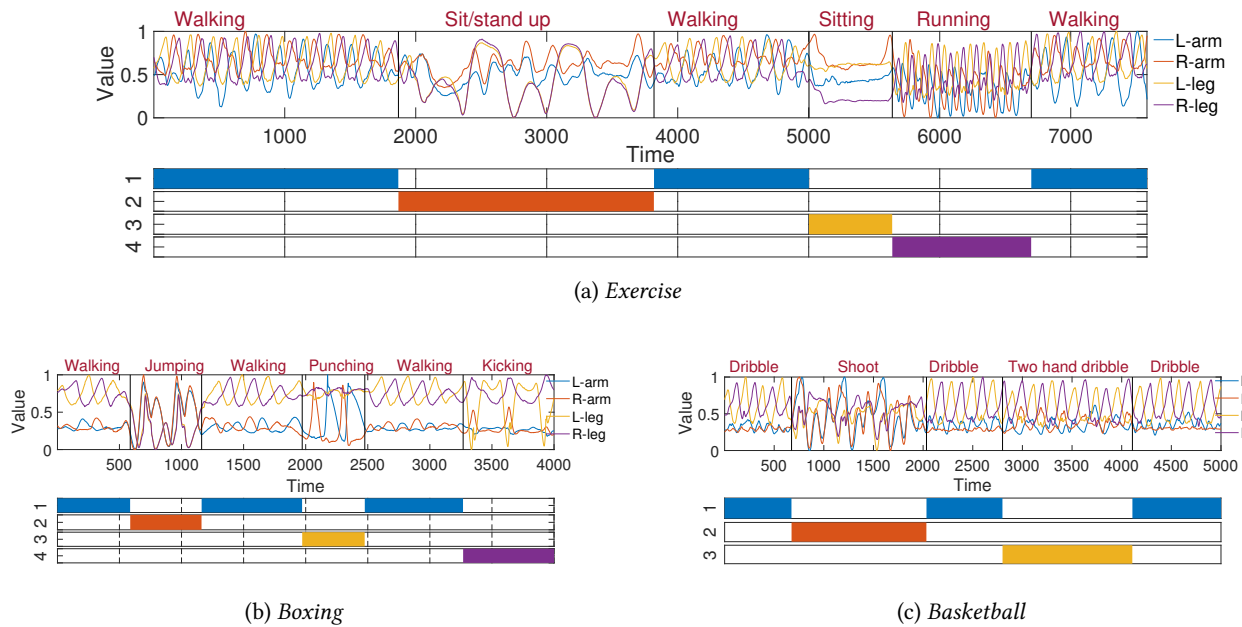 Walking Sit/stand up Walking Sitting Running Walking
1
0.5
0
Value
L-arm
R-arm
L-leg
R-leg
1000 2000 3000 4000 5000 6000 7000
Time
1
2
3
4
(a) Exercise
Walking Jumping Walking Punching Walking Kicking
1
0.5
0
Value
L-arm
R-arm
L-leg
R-leg
500 1000 1500 2000 2500 3000 3500 4000
Time
1
2
3
4
(b) Boxing
Dribble Shoot Dribble Two hand dribble Dribble
1
0.5
0
Value
500 1000 1500 2000 2500 3000 3500 4000 4500 5000
Time
1
2
3
(c) Basketball